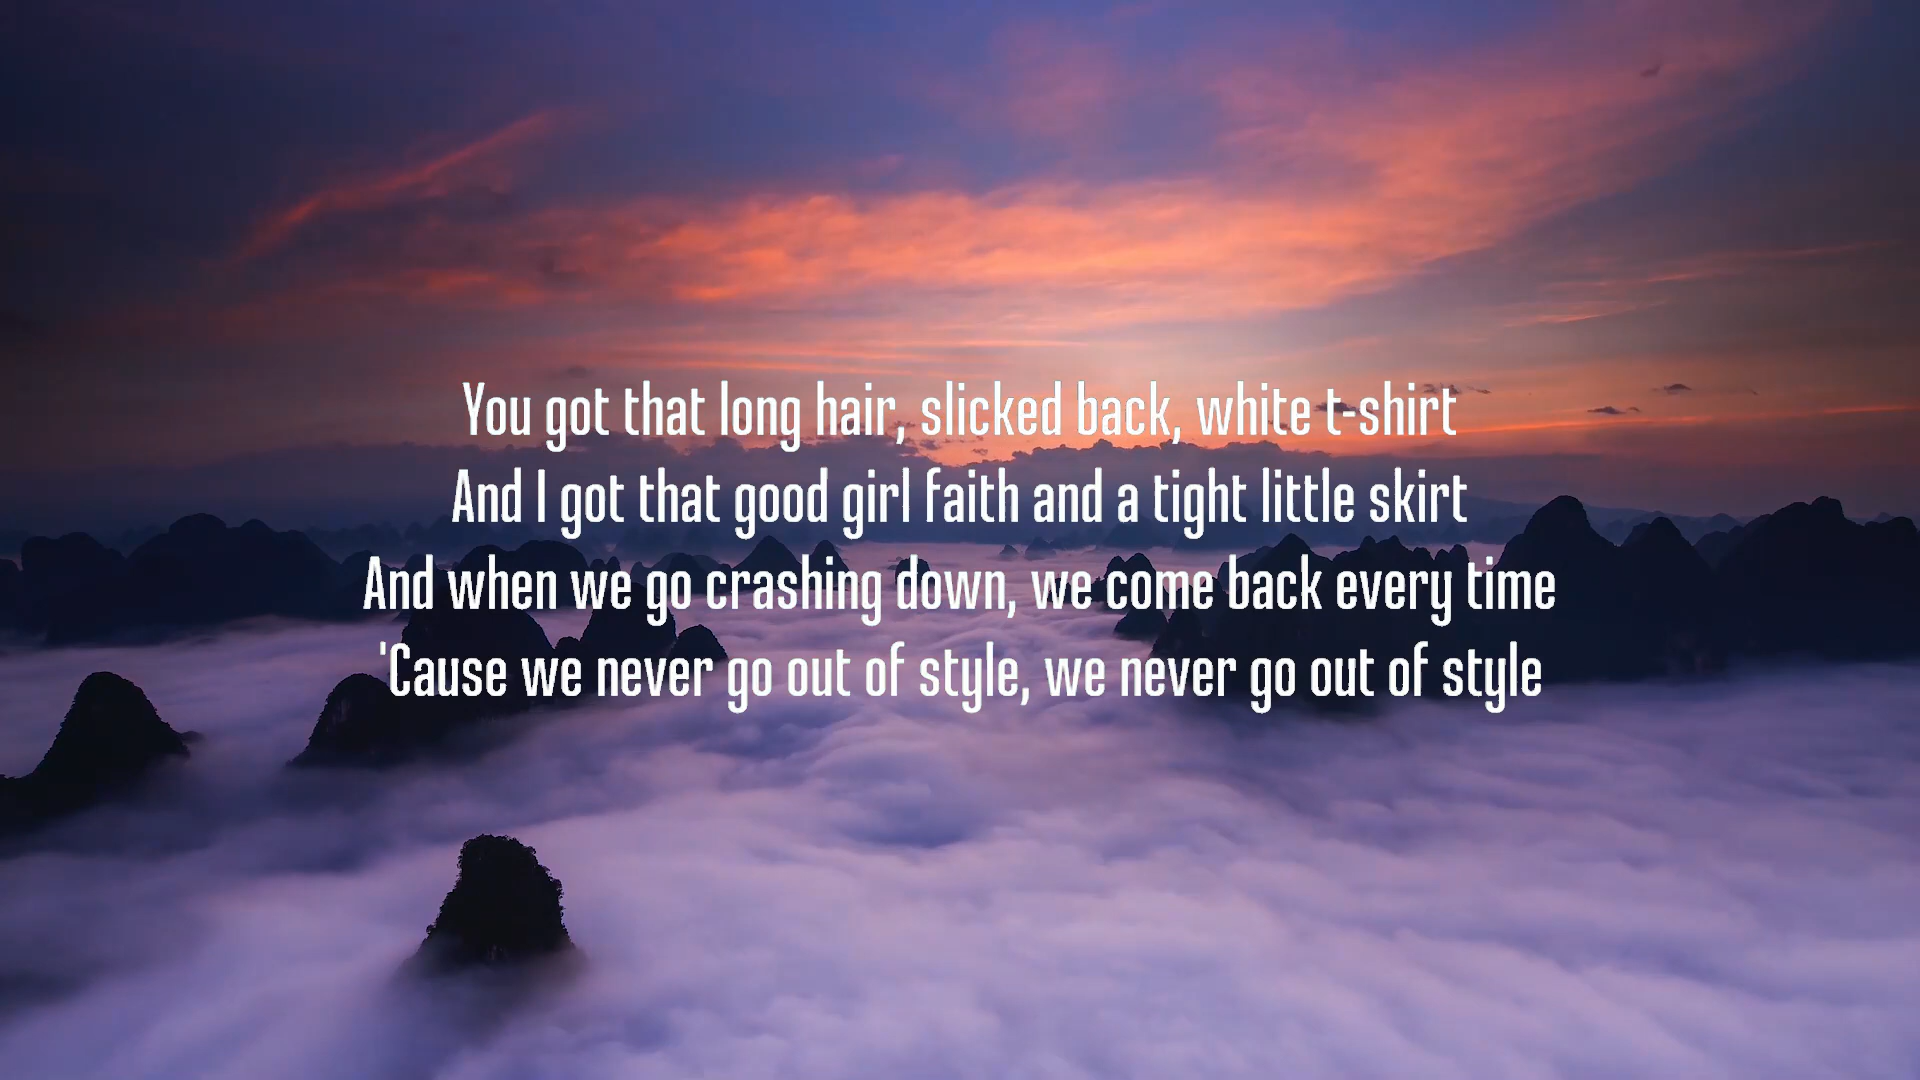 You got that long hair, slicked back, white t-shirt
And I got that good girl faith and a tight little skirt
And when we go crashing down, we come back every time
'Cause we never go out of style, we never go out of style